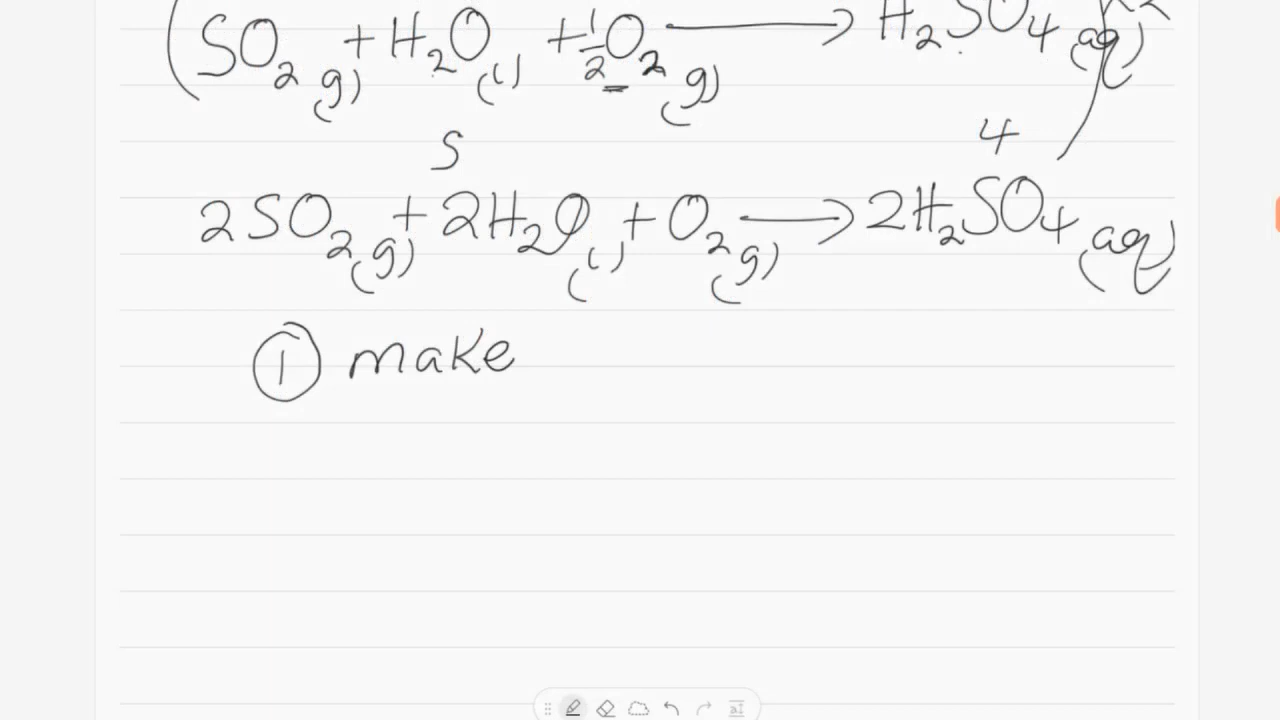 (SO₂(g) + H₂O(l) + ½O₂(g) ⟶ H₂SO₄(aq)
S 4
2SO₂(g) + 2H₂O(l) + O₂(g) ⟶ 2H₂SO₄(aq)
① make